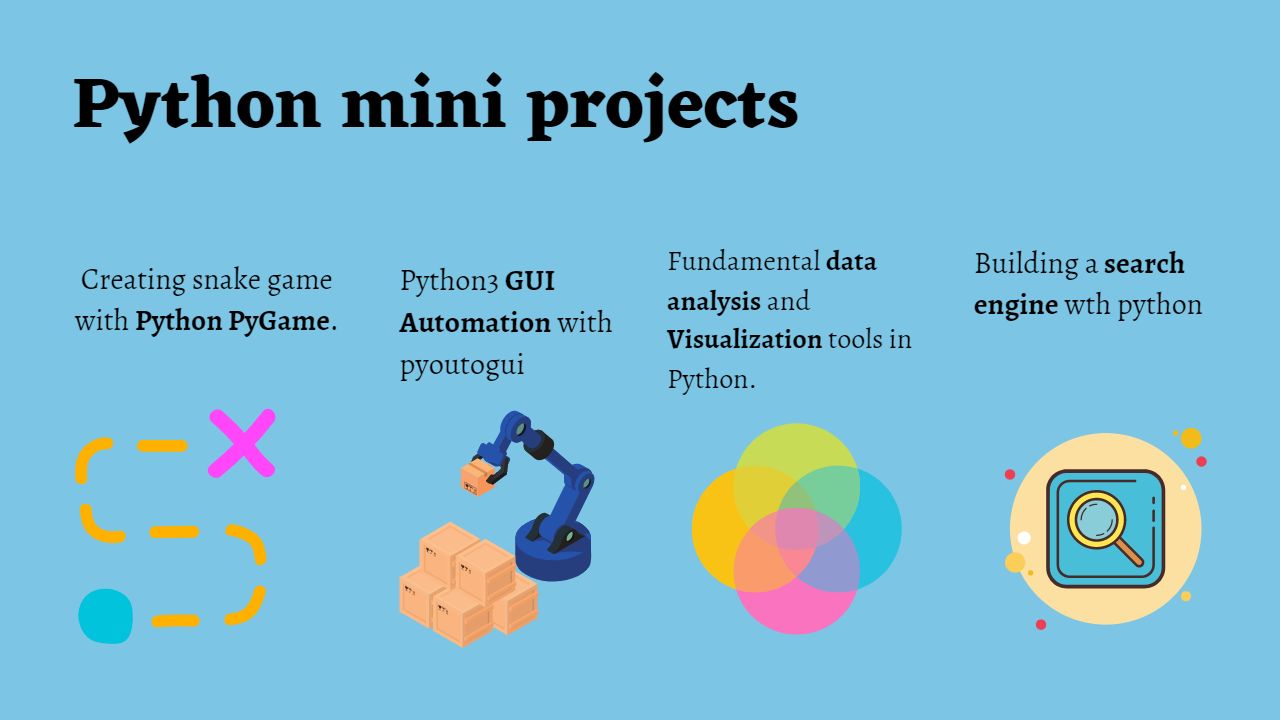 Python mini projects
Creating snake game
with Python PyGame.
Python3 GUI
Automation with
pyoutogui
Fundamental data
analysis and
Visualization tools in
Python.
Building a search
engine wth python